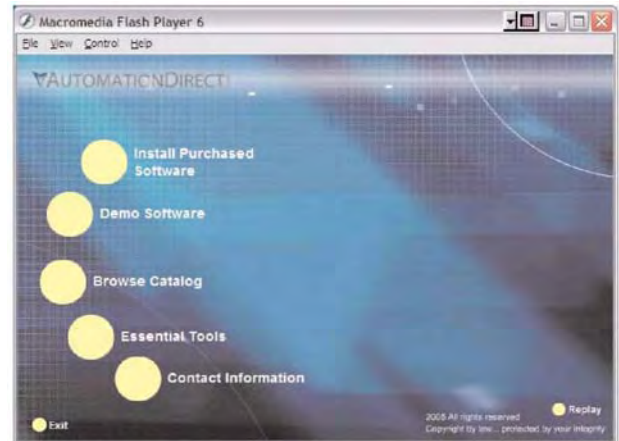 Macromedia Flash Player 6
File View Control Help
AUTOMATIONDIRECT
Install Purchased
Software
Demo Software
Browse Catalog
Essential Tools
Contact Information
Replay
2005 All rights reserved
Copyright by law... protected by your integrity
Exit